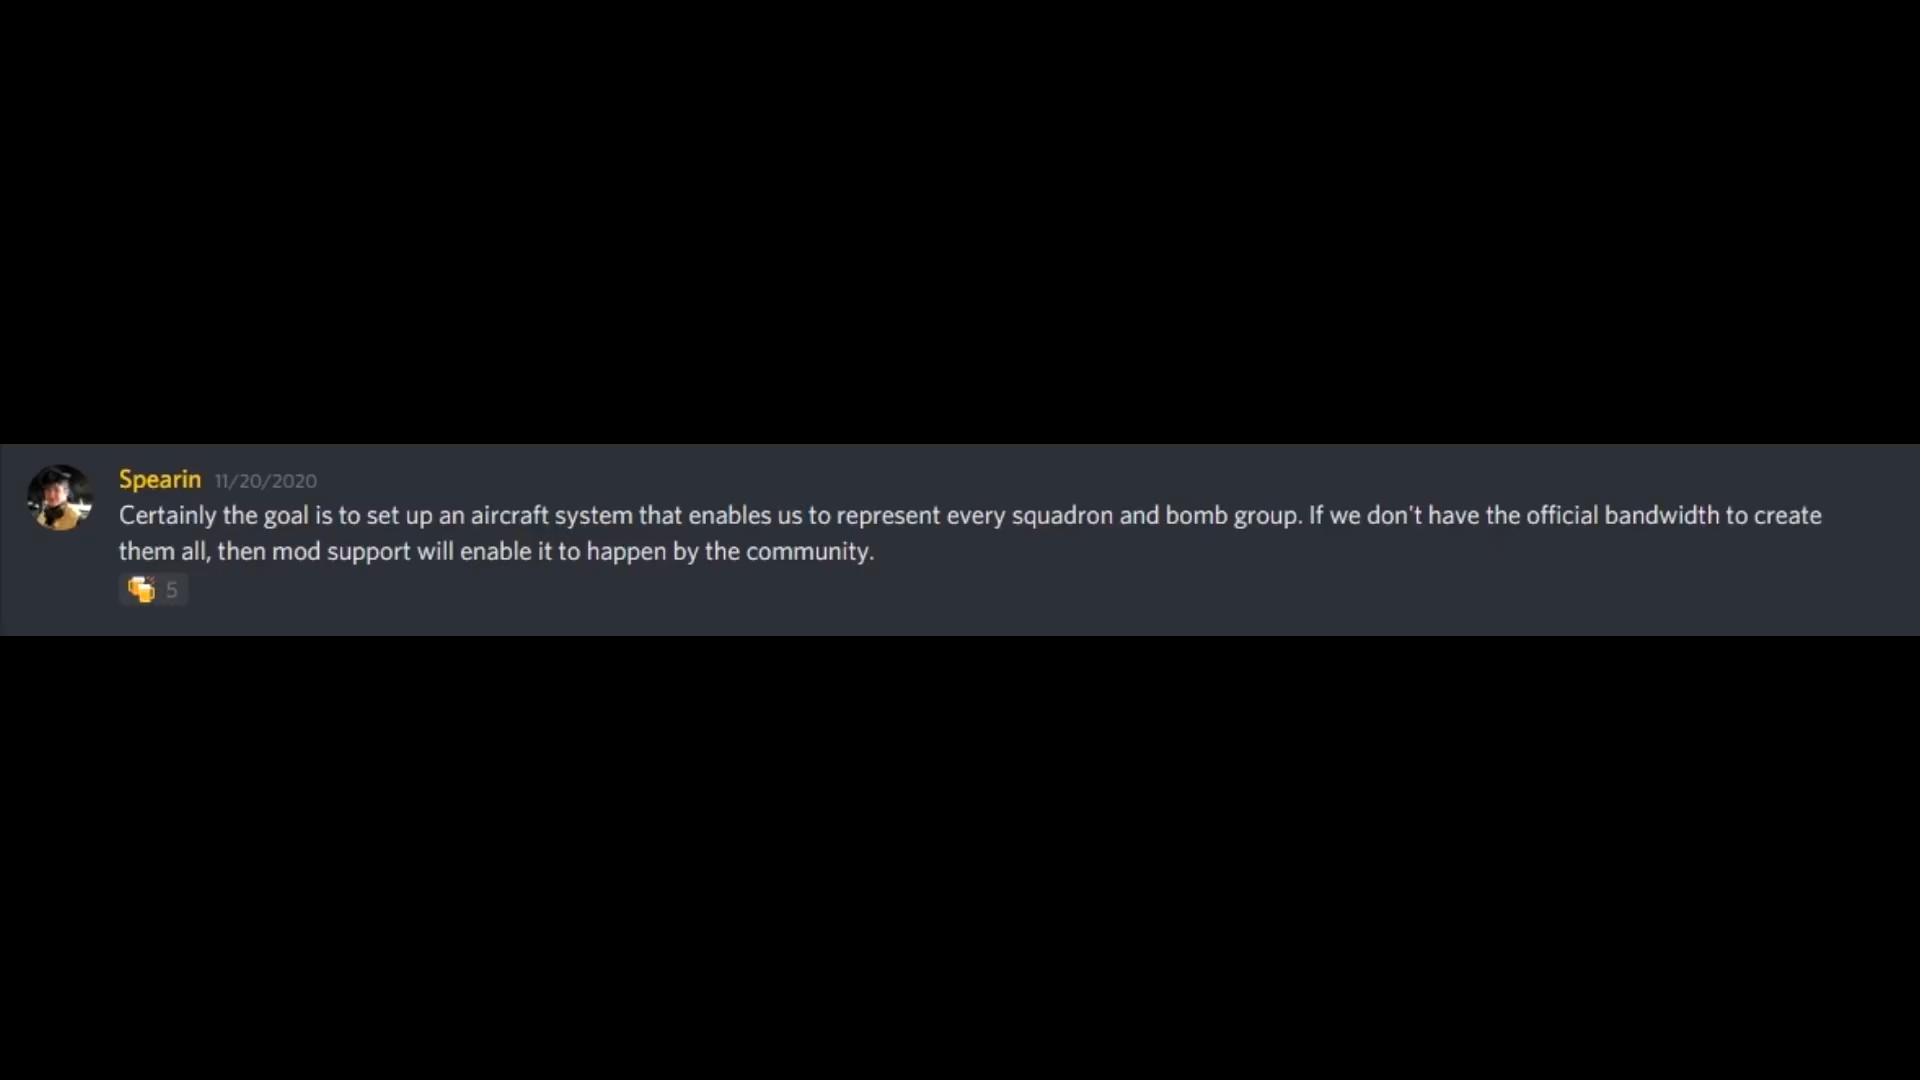 Spearin 11/20/2020
Certainly the goal is to set up an aircraft system that enables us to represent every squadron and bomb group. If we don't have the official bandwidth to create
them all, then mod support will enable it to happen by the community.
5